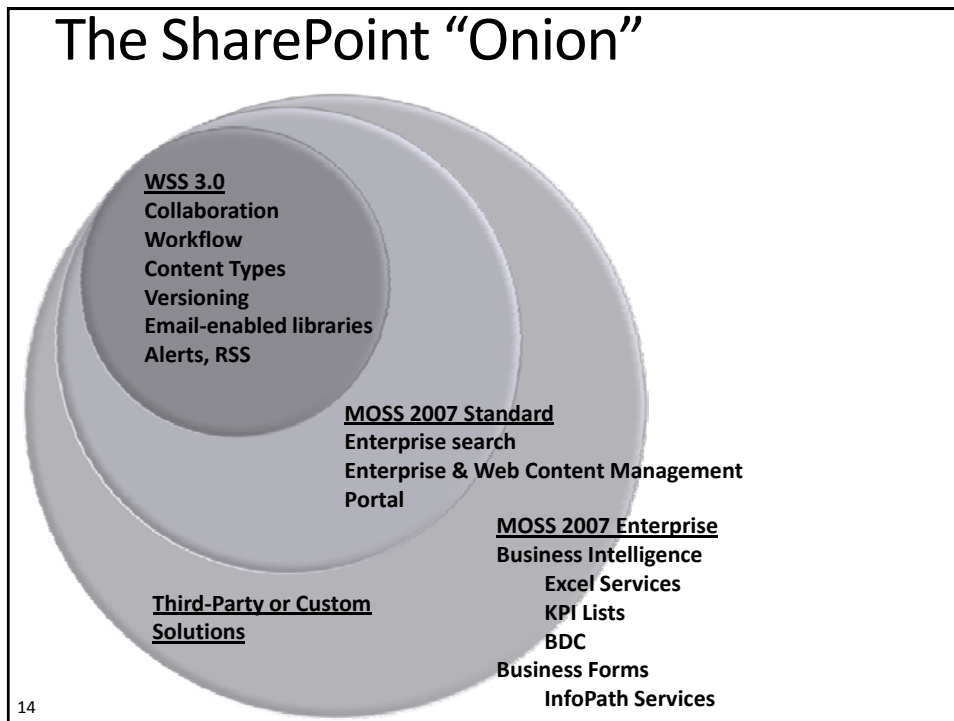 The SharePoint “Onion”
WSS 3.0
Collaboration
Workflow
Content Types
Versioning
Email-enabled libraries
Alerts, RSS
MOSS 2007 Standard
Enterprise search
Enterprise & Web Content Management
Portal
MOSS 2007 Enterprise
Business Intelligence
Excel Services
KPI Lists
BDC
Business Forms
InfoPath Services
Third-Party or Custom
Solutions
14